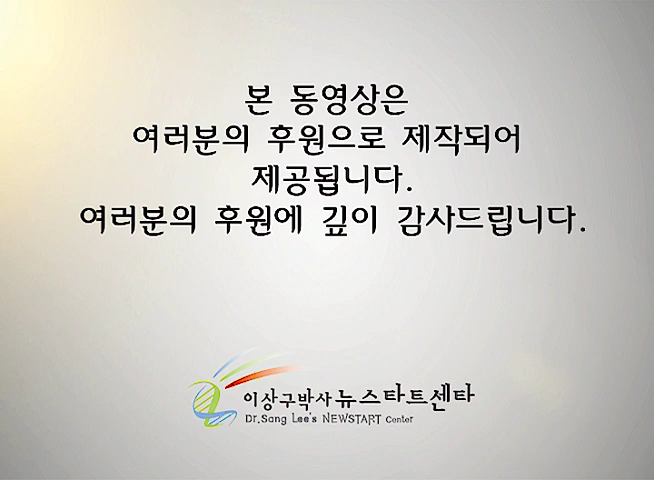 본 동영상은
여러분의 후원으로 제작되어
제공됩니다.
여러분의 후원에 깊이 감사드립니다.
이상구박사 뉴스타트센타
Dr.Sang Lee's NEWSTART Center